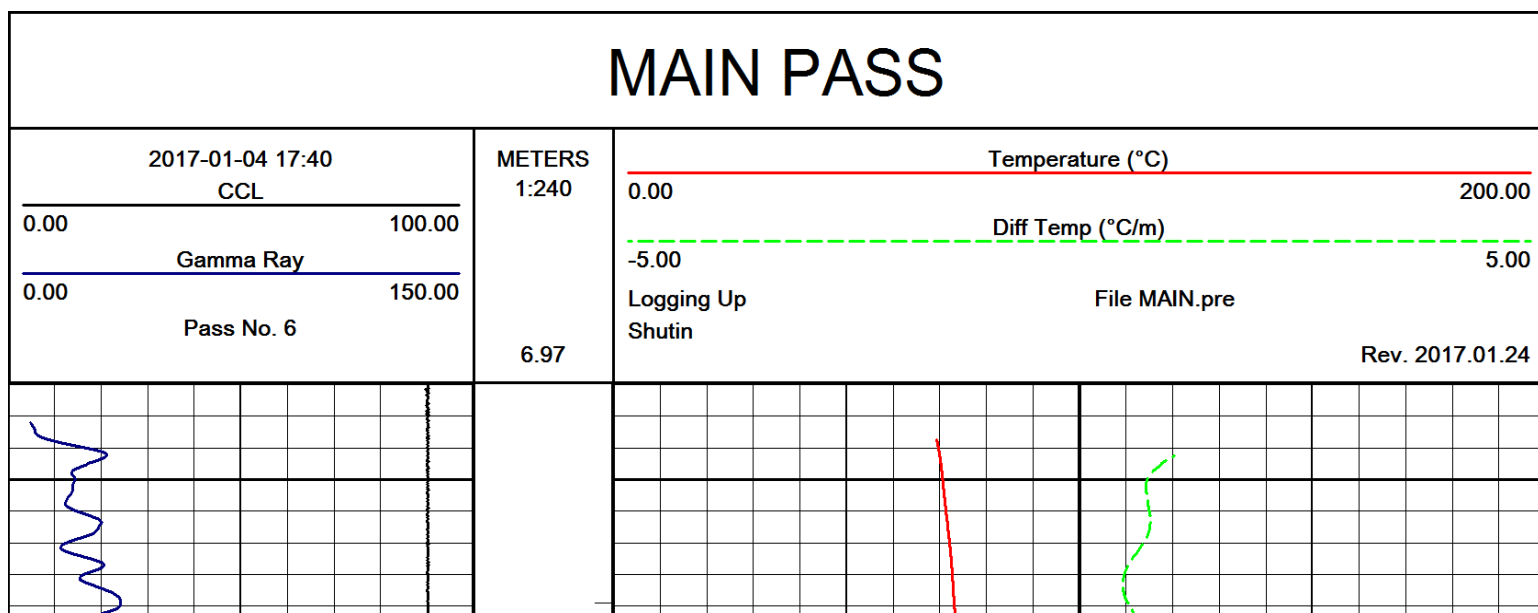 MAIN PASS
2017-01-04 17:40
CCL
0.00 100.00
Gamma Ray
0.00 150.00
Pass No. 6
METERS
1:240
6.97
Temperature (°C)
0.00 200.00
Diff Temp (°C/m)
-5.00 5.00
Logging Up File MAIN.pre
Shutin
Rev. 2017.01.24